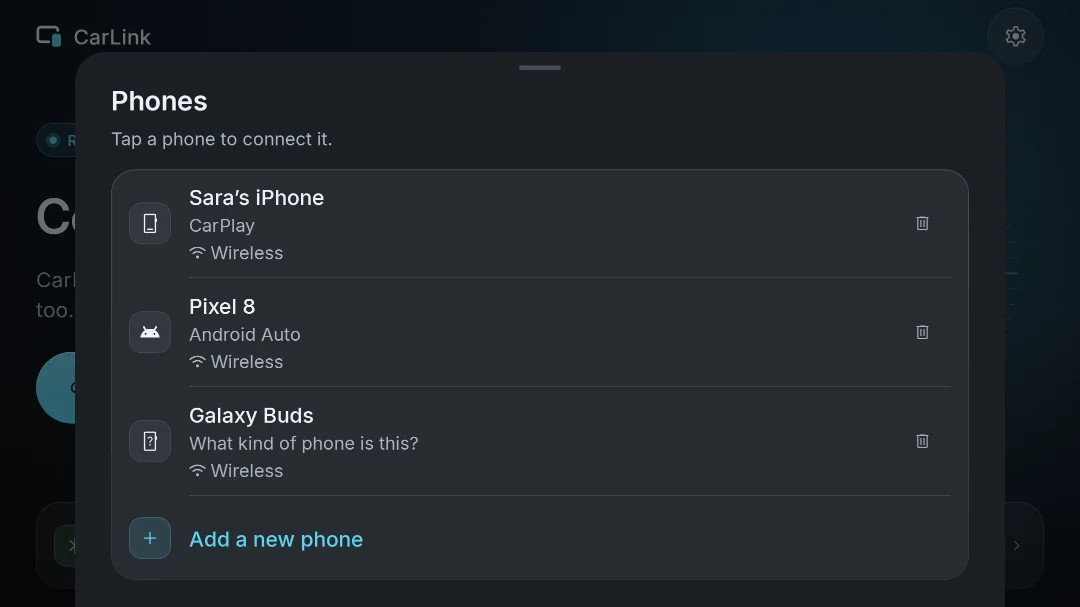 CarLink
Phones
Tap a phone to connect it.
Sara’s iPhone
CarPlay
Wireless
Pixel 8
Android Auto
Wireless
Galaxy Buds
What kind of phone is this?
Wireless
Add a new phone
too.